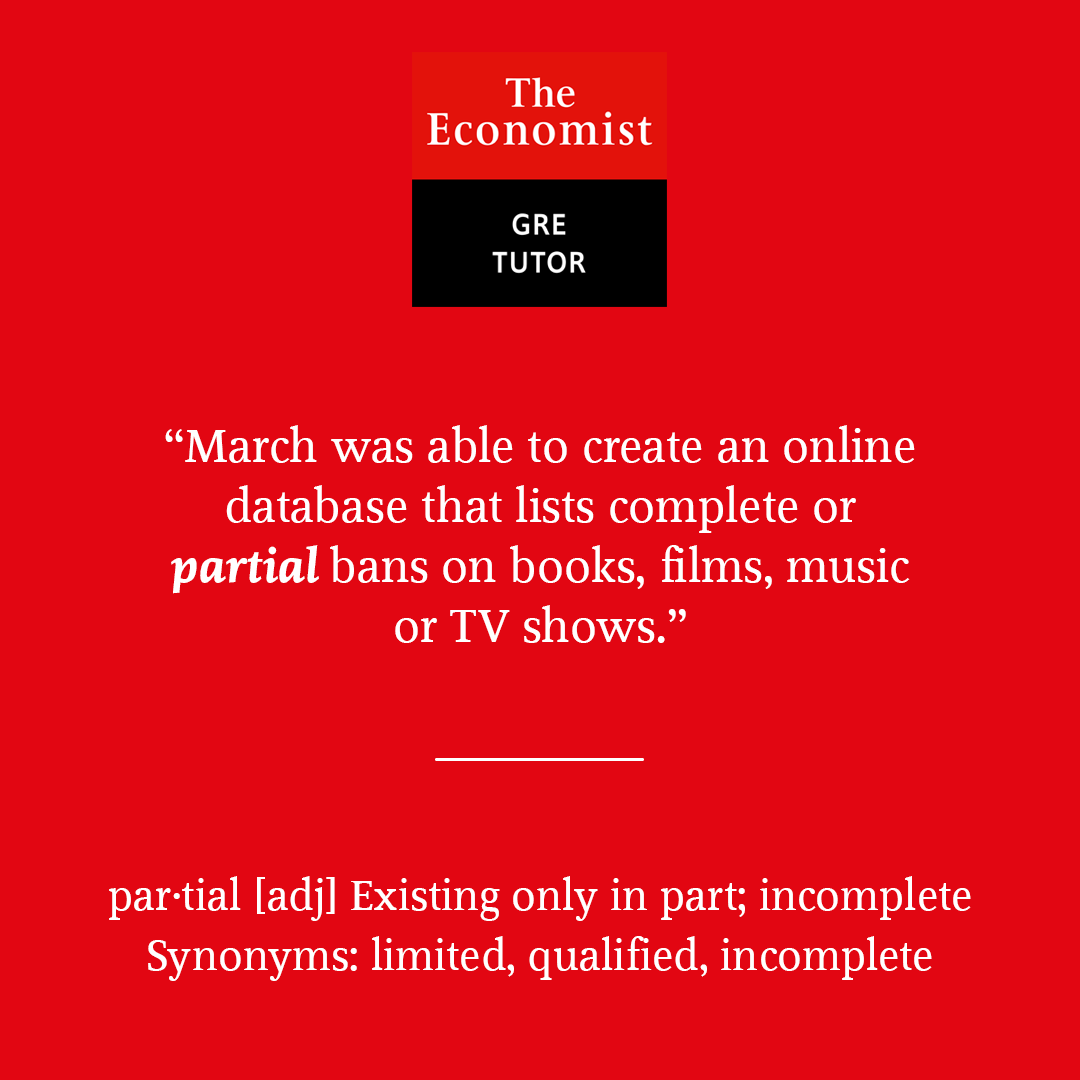 The
Economist
GRE
TUTOR
“March was able to create an online
database that lists complete or
partial bans on books, films, music
or TV shows.”
par·tial [adj] Existing only in part; incomplete
Synonyms: limited, qualified, incomplete